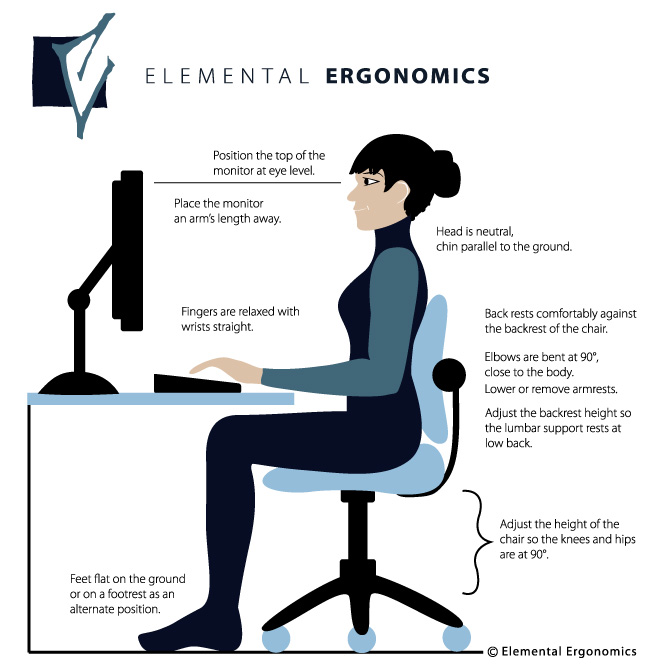 ELEMENTAL ERGONOMICS
Position the top of the
monitor at eye level.
Place the monitor
an arm's length away.
Head is neutral,
chin parallel to the ground.
Fingers are relaxed with
wrists straight.
Back rests comfortably against
the backrest of the chair.
Elbows are bent at 90°,
close to the body.
Lower or remove armrests.
Adjust the backrest height so
the lumbar support rests at
low back.
Adjust the height of the
chair so the knees and hips
are at 90°.
Feet flat on the ground
or on a footrest as an
alternate position.
© Elemental Ergonomics